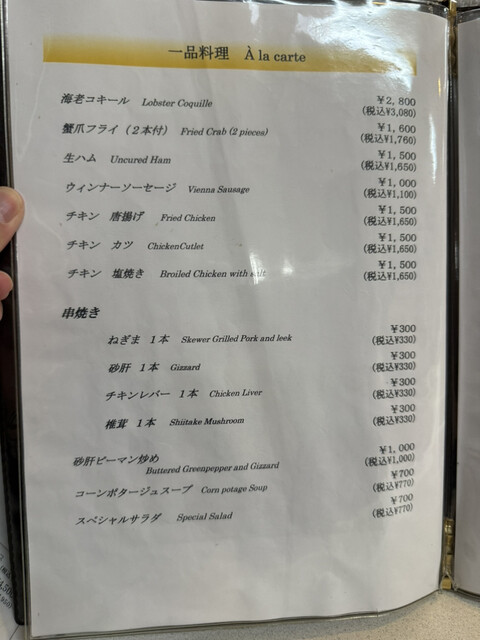 一品料理 À la carte
海老コキール Lobster Coquille ¥2,800
(税込¥3,080)
蟹爪フライ（2本付） Fried Crab (2 pieces) ¥1,600
(税込¥1,760)
生ハム Uncured Ham ¥1,500
(税込¥1,650)
ウィンナーソーセージ Vienna Sausage ¥1,000
(税込¥1,100)
チキン 唐揚げ Fried Chicken ¥1,500
(税込¥1,650)
チキン カツ ChickenCutlet ¥1,500
(税込¥1,650)
チキン 塩焼き Broiled Chicken with salt ¥1,500
(税込¥1,650)
串焼き
ねぎま 1本 Skewer Grilled Pork and leek ¥300
(税込¥330)
砂肝 1本 Gizzard ¥300
(税込¥330)
チキンレバー 1本 Chicken Liver ¥300
(税込¥330)
椎茸 1本 Shiitake Mushroom ¥300
(税込¥330)
砂肝ピーマン炒め ¥1,000
Buttered Greenpepper and Gizzard (税込¥1,000)
コーンポタージュスープ Corn potage Soup ¥700
(税込¥770)
スペシャルサラダ Special Salad ¥700
(税込¥770)